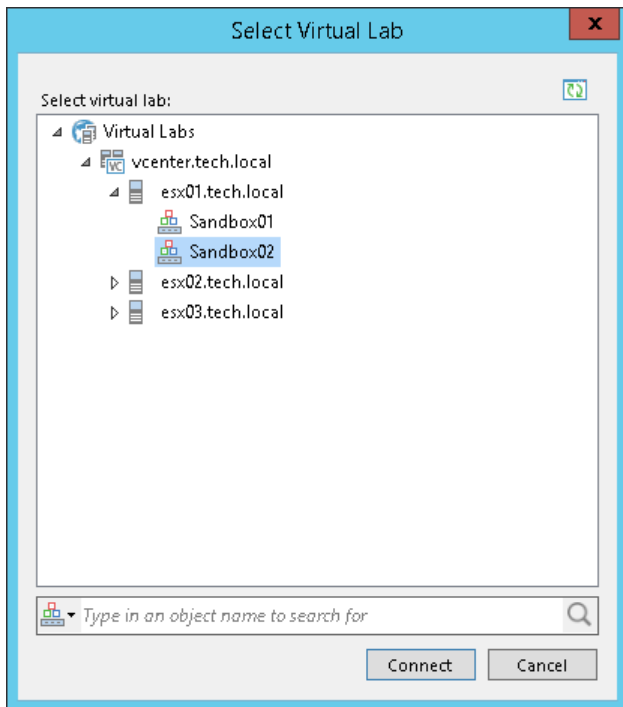 Select Virtual Lab
x
Select virtual lab:
Virtual Labs
VC
vcenter.tech.local
esx01.tech.local
Sandbox01
Sandbox02
esx02.tech.local
esx03.tech.local
Type in an object name to search for
Connect Cancel